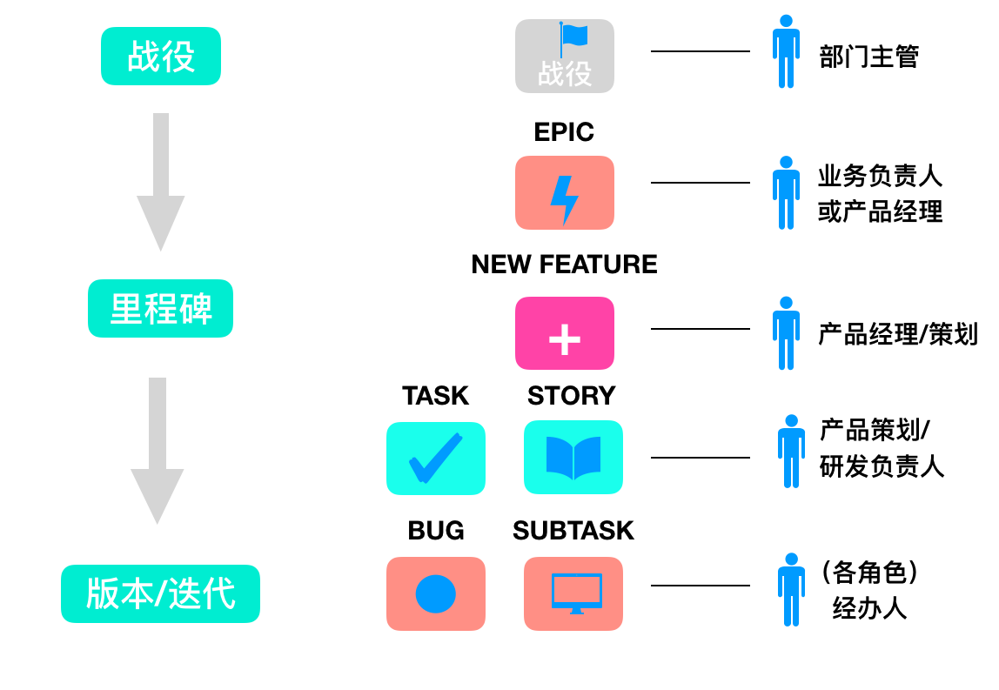 战役
战役
部门主管
EPIC
业务负责人
或产品经理
NEW FEATURE
里程碑
产品经理/策划
TASK
STORY
产品策划/
研发负责人
BUG
SUBTASK
版本/迭代
（各角色）
经办人